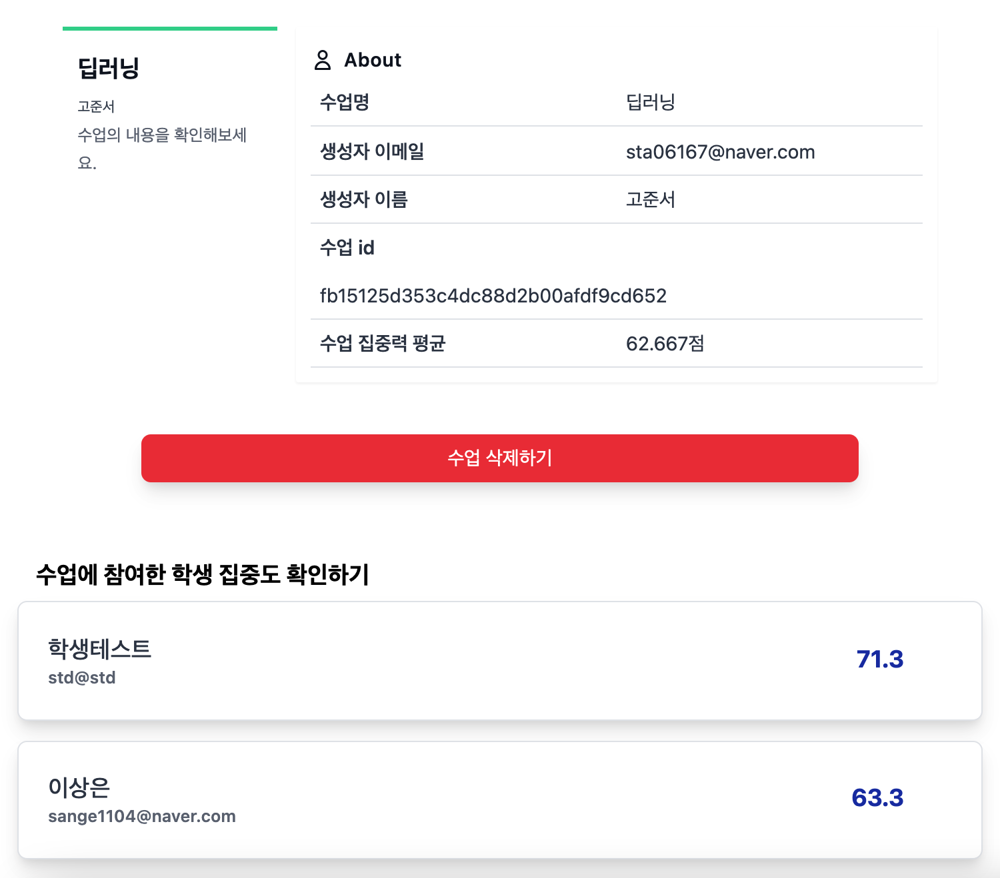 딥러닝
고준서
수업의 내용을 확인해보세
요.
About
수업명 딥러닝
생성자 이메일 sta06167@naver.com
생성자 이름 고준서
수업 id
fb15125d353c4dc88d2b00afdf9cd652
수업 집중력 평균 62.667점
수업 삭제하기
수업에 참여한 학생 집중도 확인하기
학생테스트
std@std
71.3
이상은
sange1104@naver.com
63.3